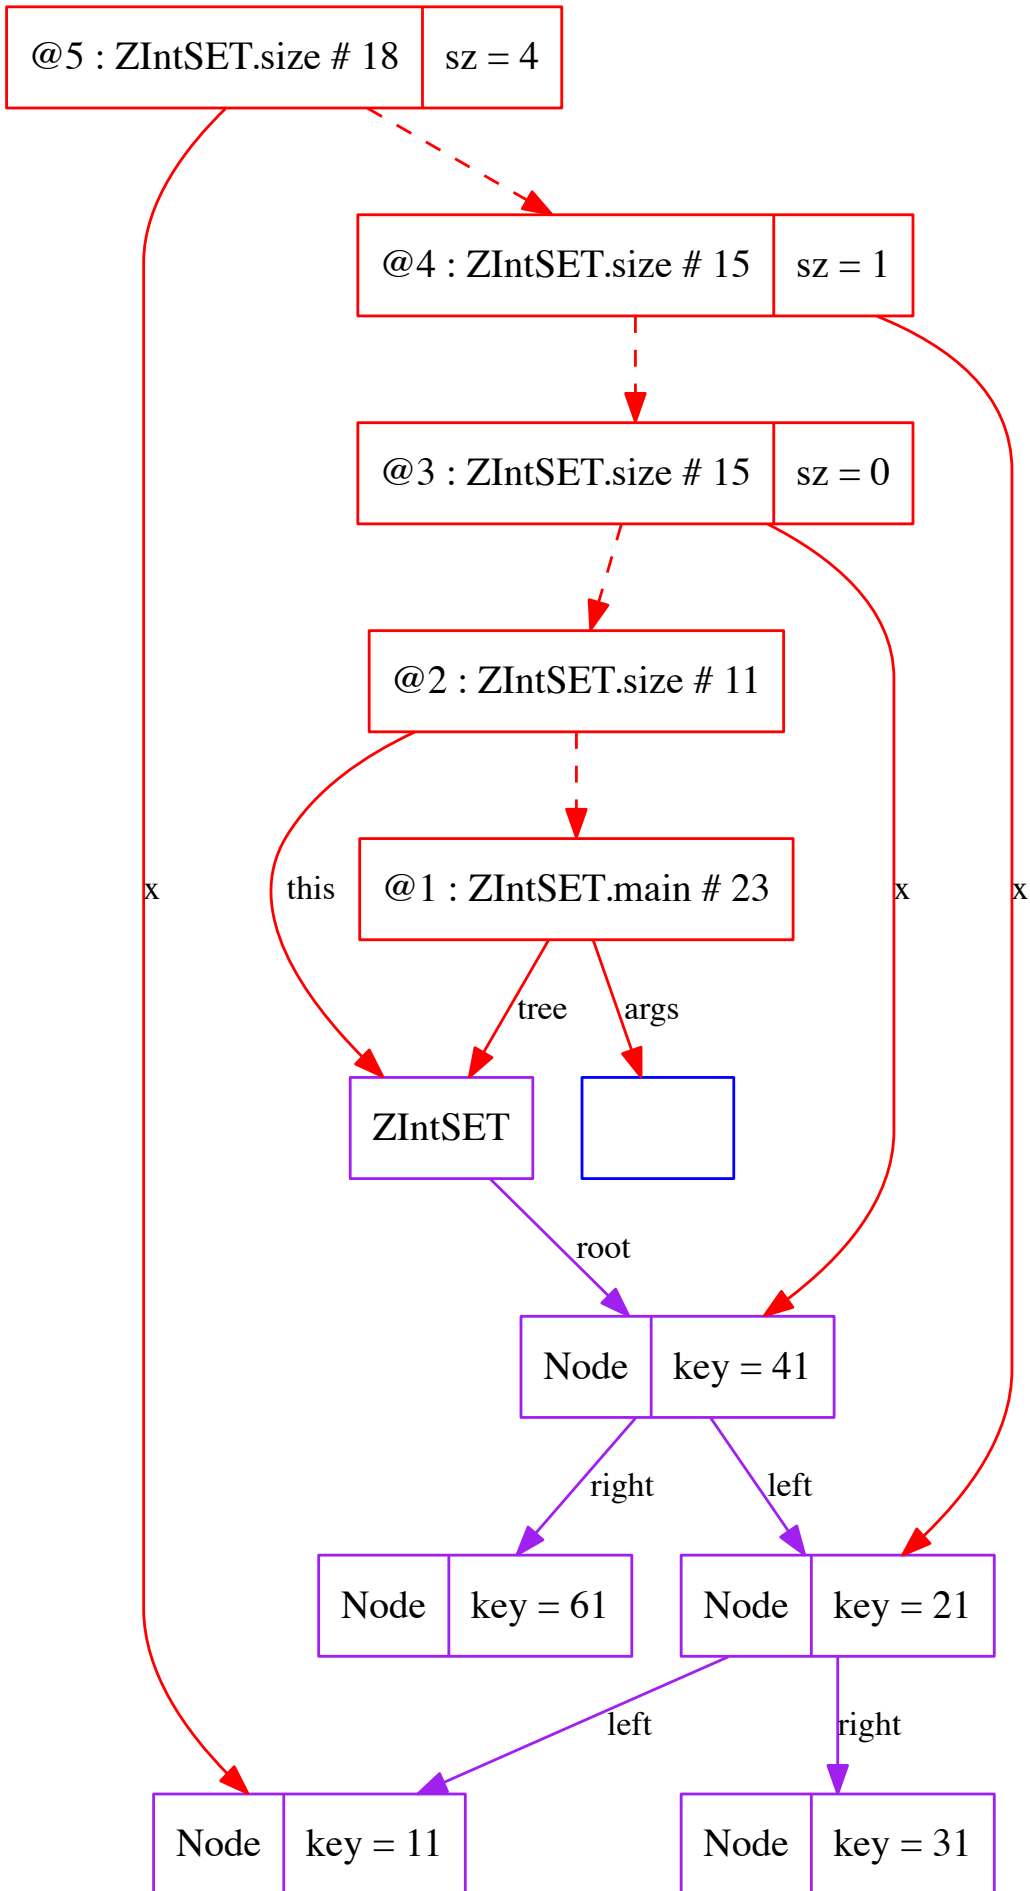 @5 : ZIntSET.size # 18 sz = 4
@4 : ZIntSET.size # 15 sz = 1
@3 : ZIntSET.size # 15 sz = 0
@2 : ZIntSET.size # 11
@1 : ZIntSET.main # 23
x this x x
tree args
ZIntSET
root
Node key = 41
right left
Node key = 61 Node key = 21
left right
Node key = 11 Node key = 31